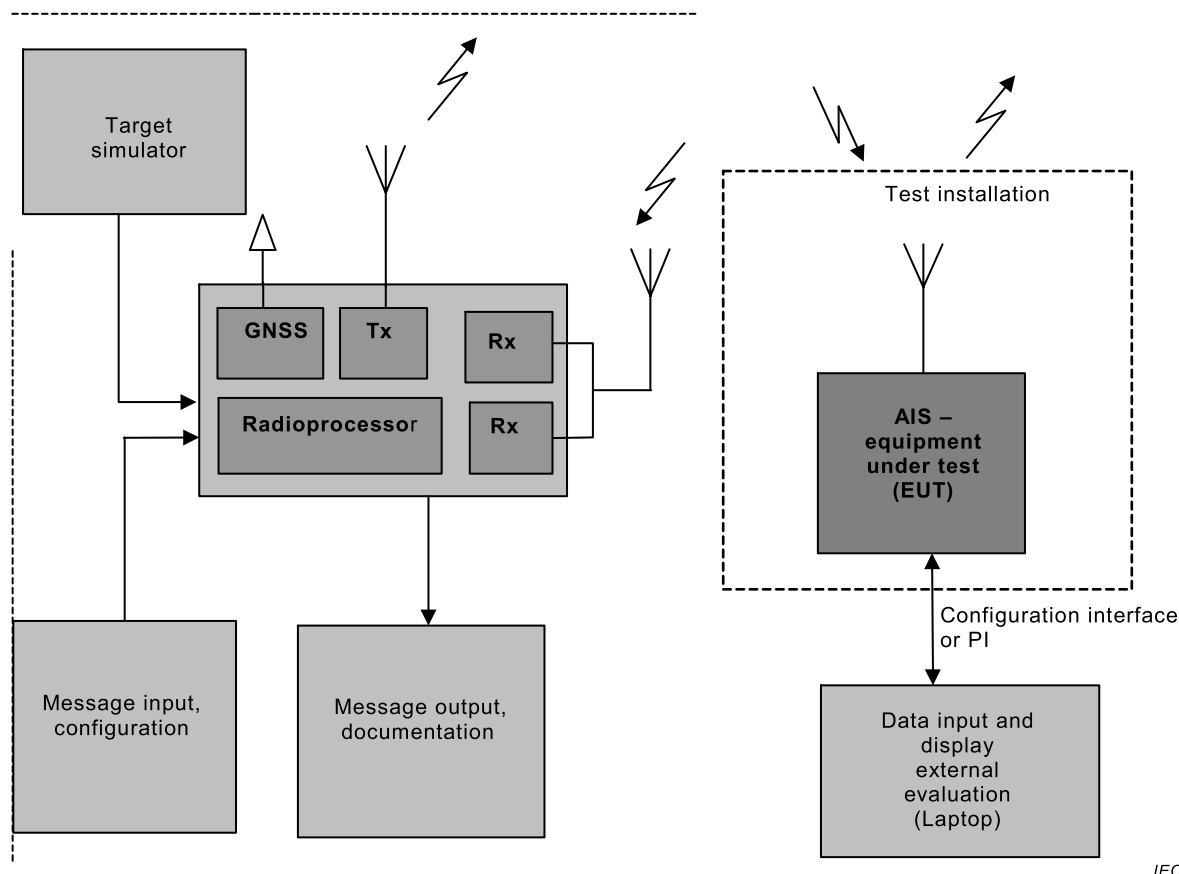 Target
simulator
Test installation
GNSS
Tx
Rx
Radioprocessor
Rx
AIS –
equipment
under test
(EUT)
Configuration interface
or PI
Message input,
configuration
Message output,
documentation
Data input and
display
external
evaluation
(Laptop)
IEC